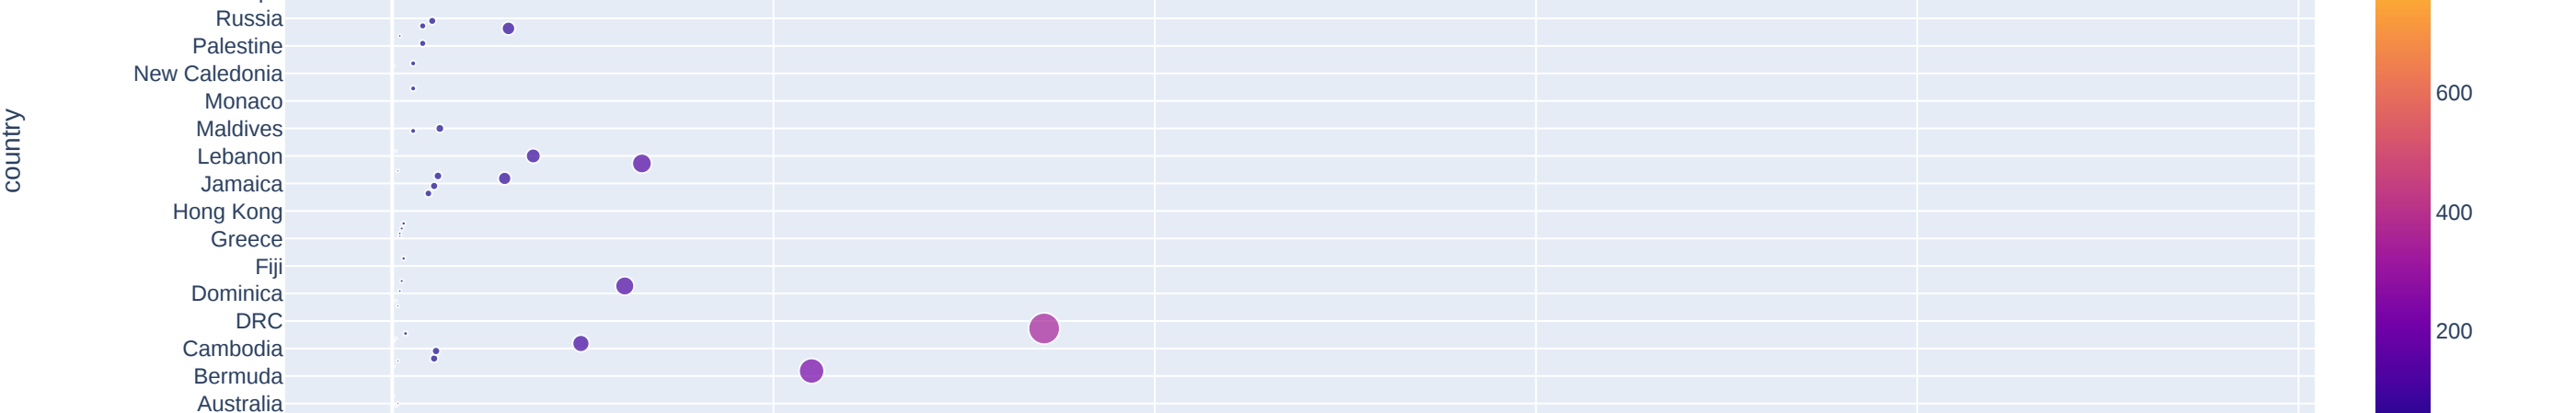 Russia
Palestine
New Caledonia
Monaco
Maldives
Lebanon
Jamaica
Hong Kong
Greece
Fiji
Dominica
DRC
Cambodia
Bermuda
Australia
country
600
400
200